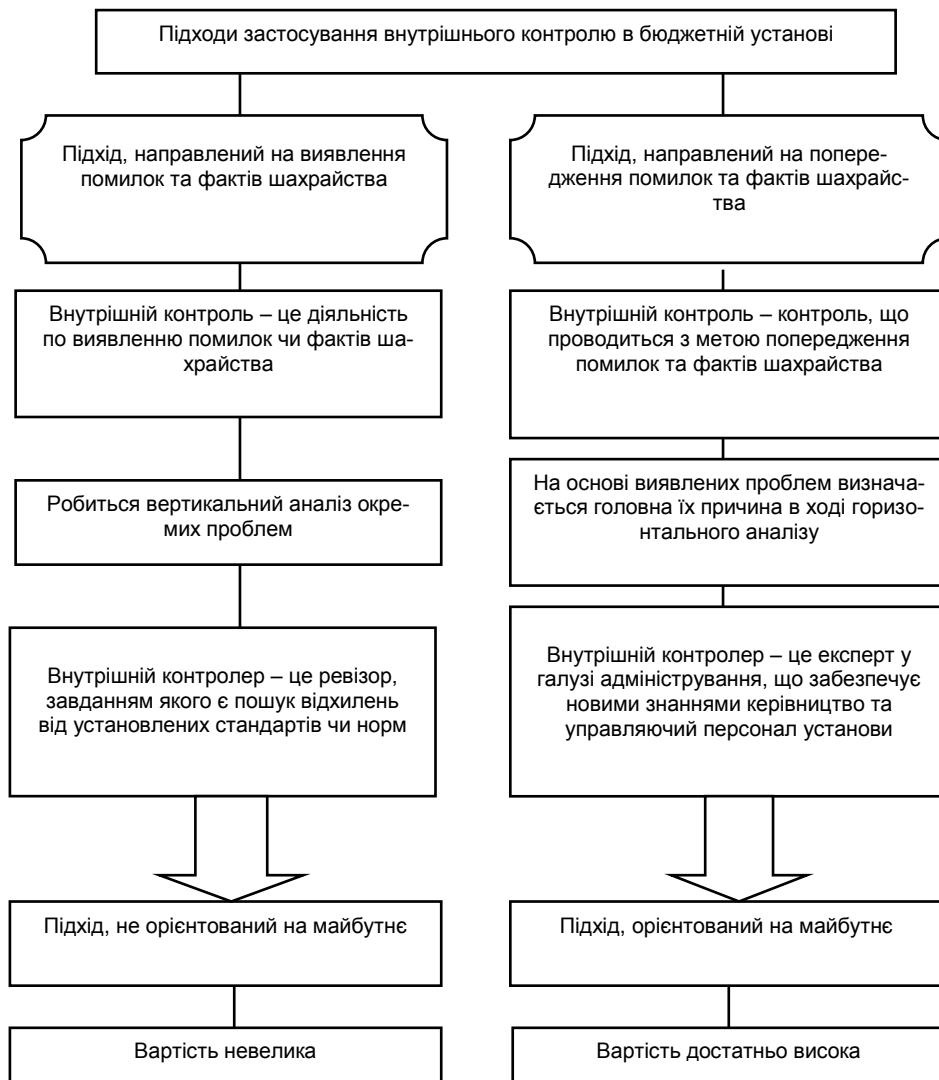 Підходи застосування внутрішнього контролю в бюджетній установі
Підхід, направлений на виявлення
помилок та фактів шахрайства
Підхід, направлений на попере-
дження помилок та фактів шахрайс-
тва
Внутрішній контроль – це діяльність
по виявленню помилок чи фактів ша-
храйства
Внутрішній контроль – контроль, що
проводиться з метою попередження
помилок та фактів шахрайства
Робиться вертикальний аналіз окре-
мих проблем
На основі виявлених проблем визнача-
ється головна їх причина в ході горизо-
нтального аналізу
Внутрішній контролер – це ревізор,
завданням якого є пошук відхилень
від установлених стандартів чи норм
Внутрішній контролер – це експерт у
галузі адміністрування, що забезпечує
новими знаннями керівництво та
управляючий персонал установи
Підхід, не орієнтований на майбутнє
Підхід, орієнтований на майбутнє
Вартість невелика
Вартість достатньо висока